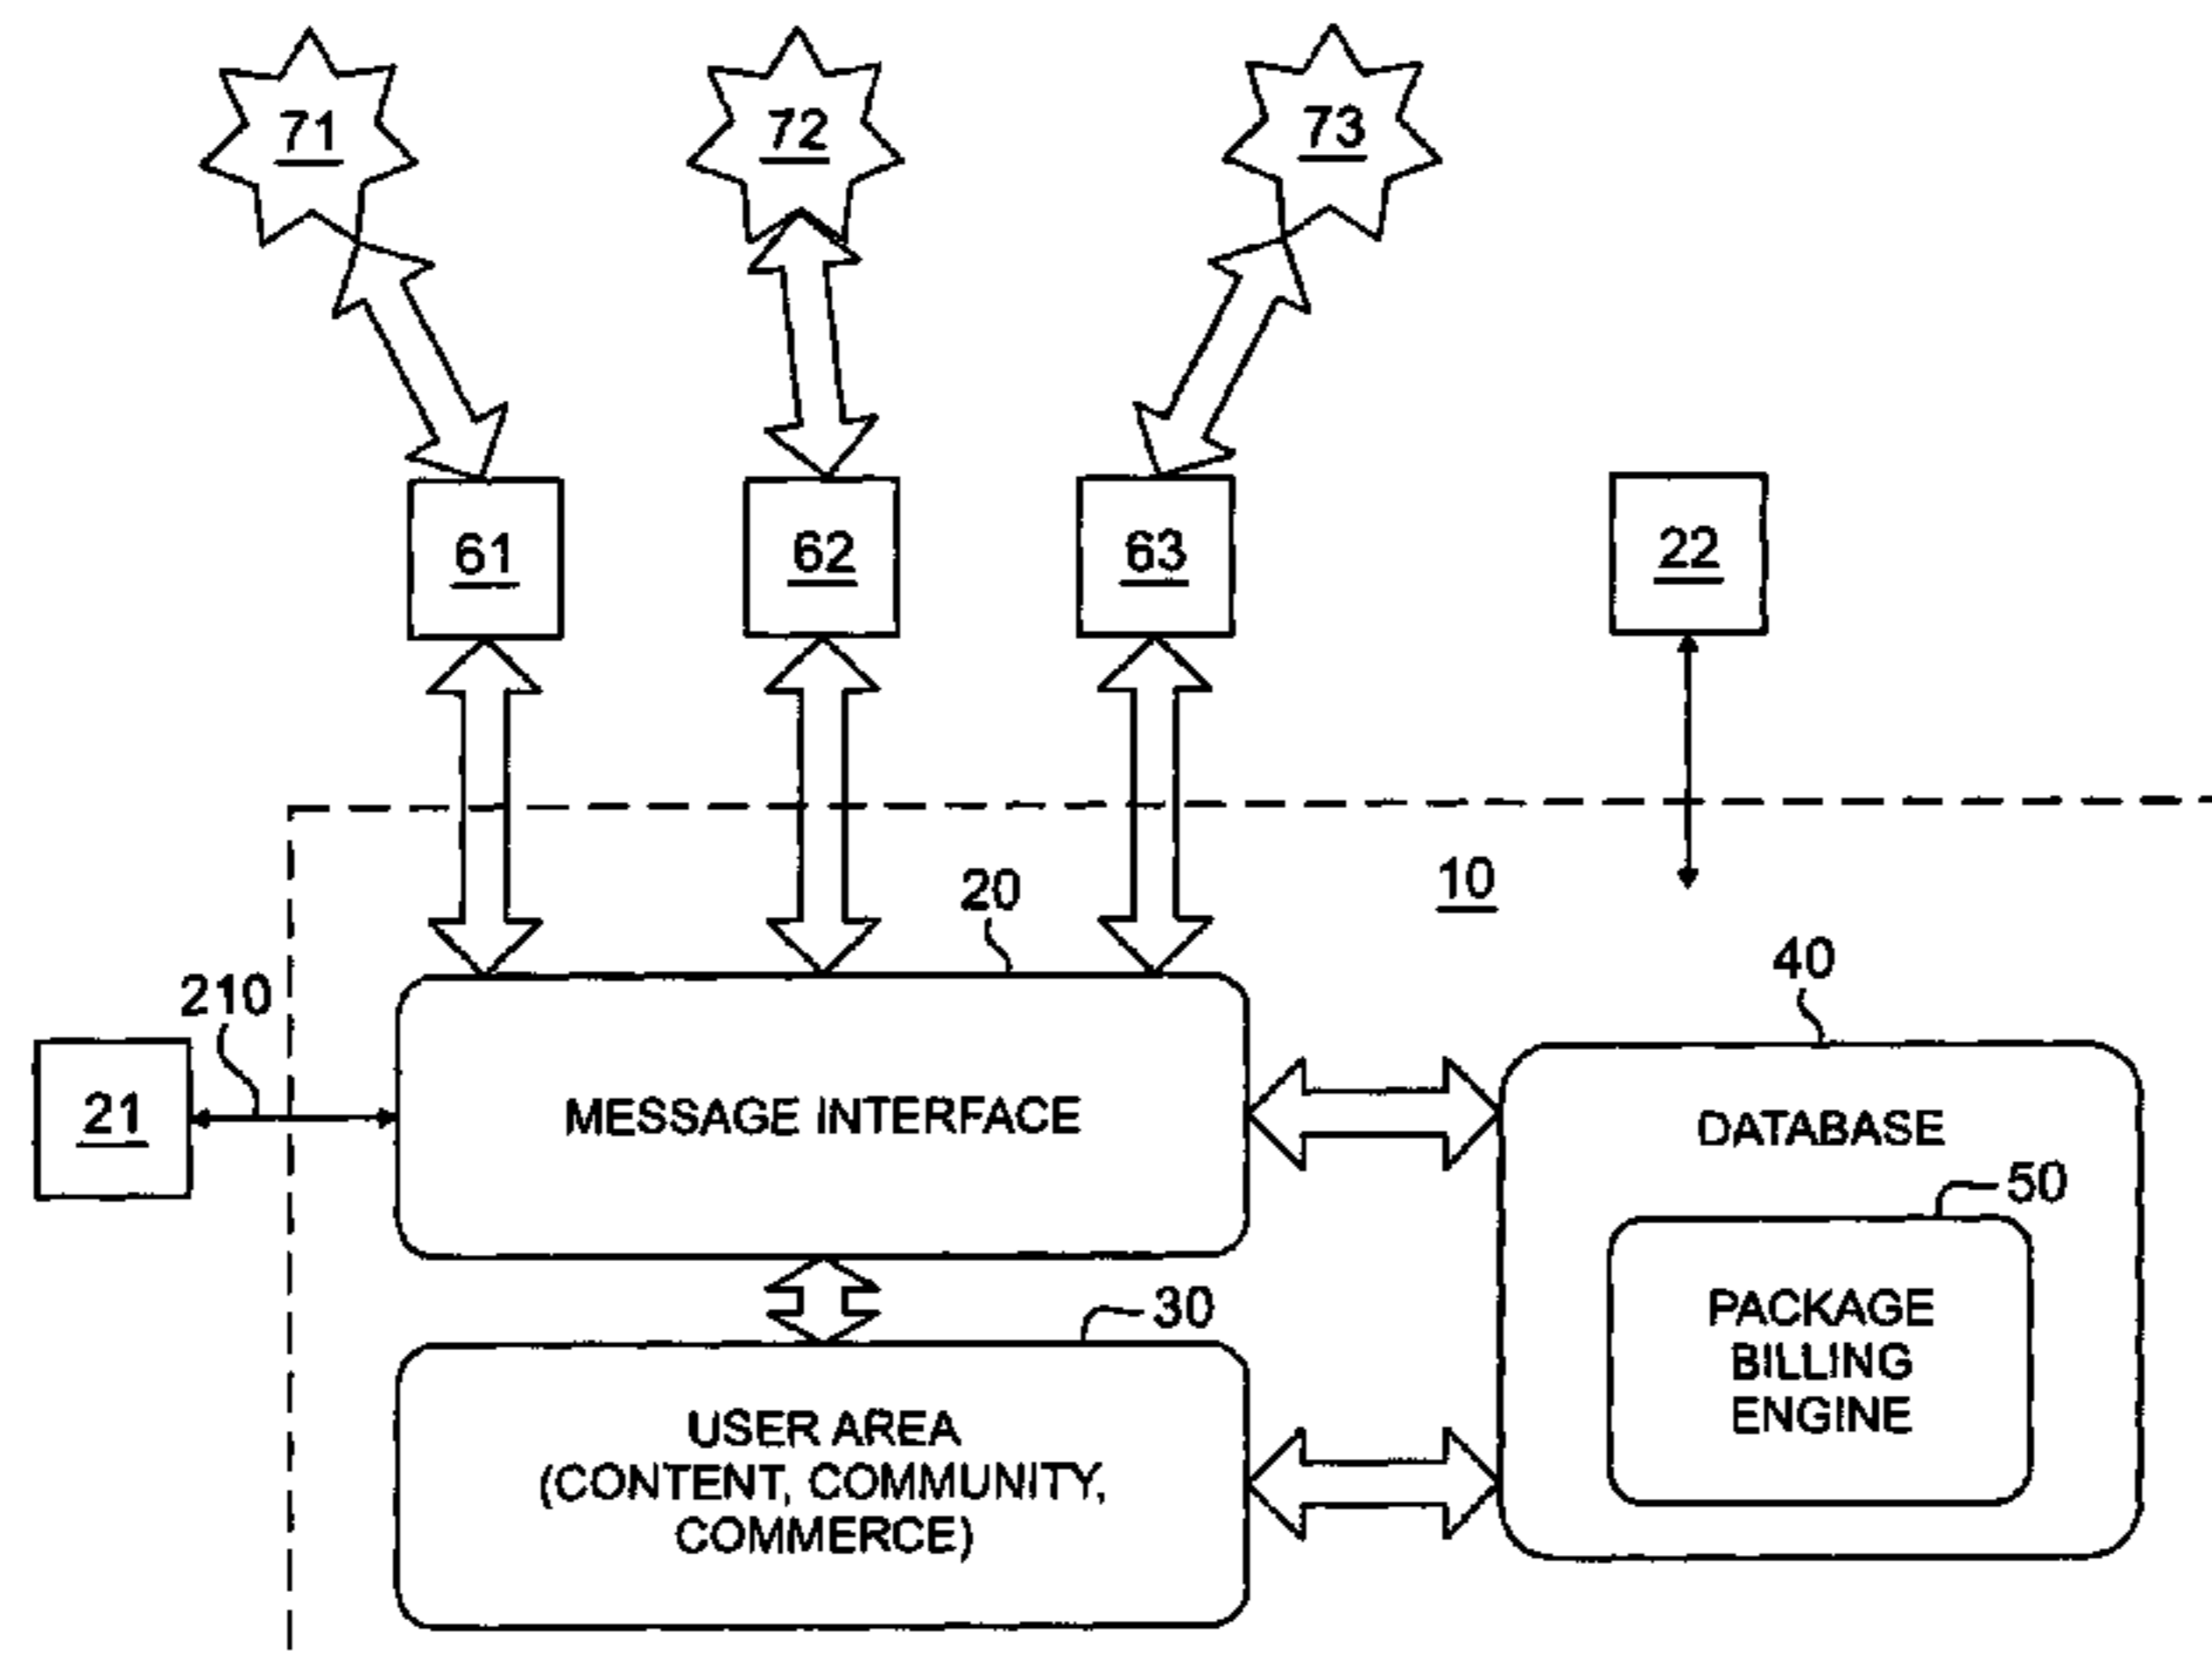 71
72
73
61
62
63
22
20
10
40
210
21
MESSAGE INTERFACE
DATABASE
50
30
PACKAGE
BILLING
ENGINE
USER AREA
(CONTENT, COMMUNITY,
COMMERCE)